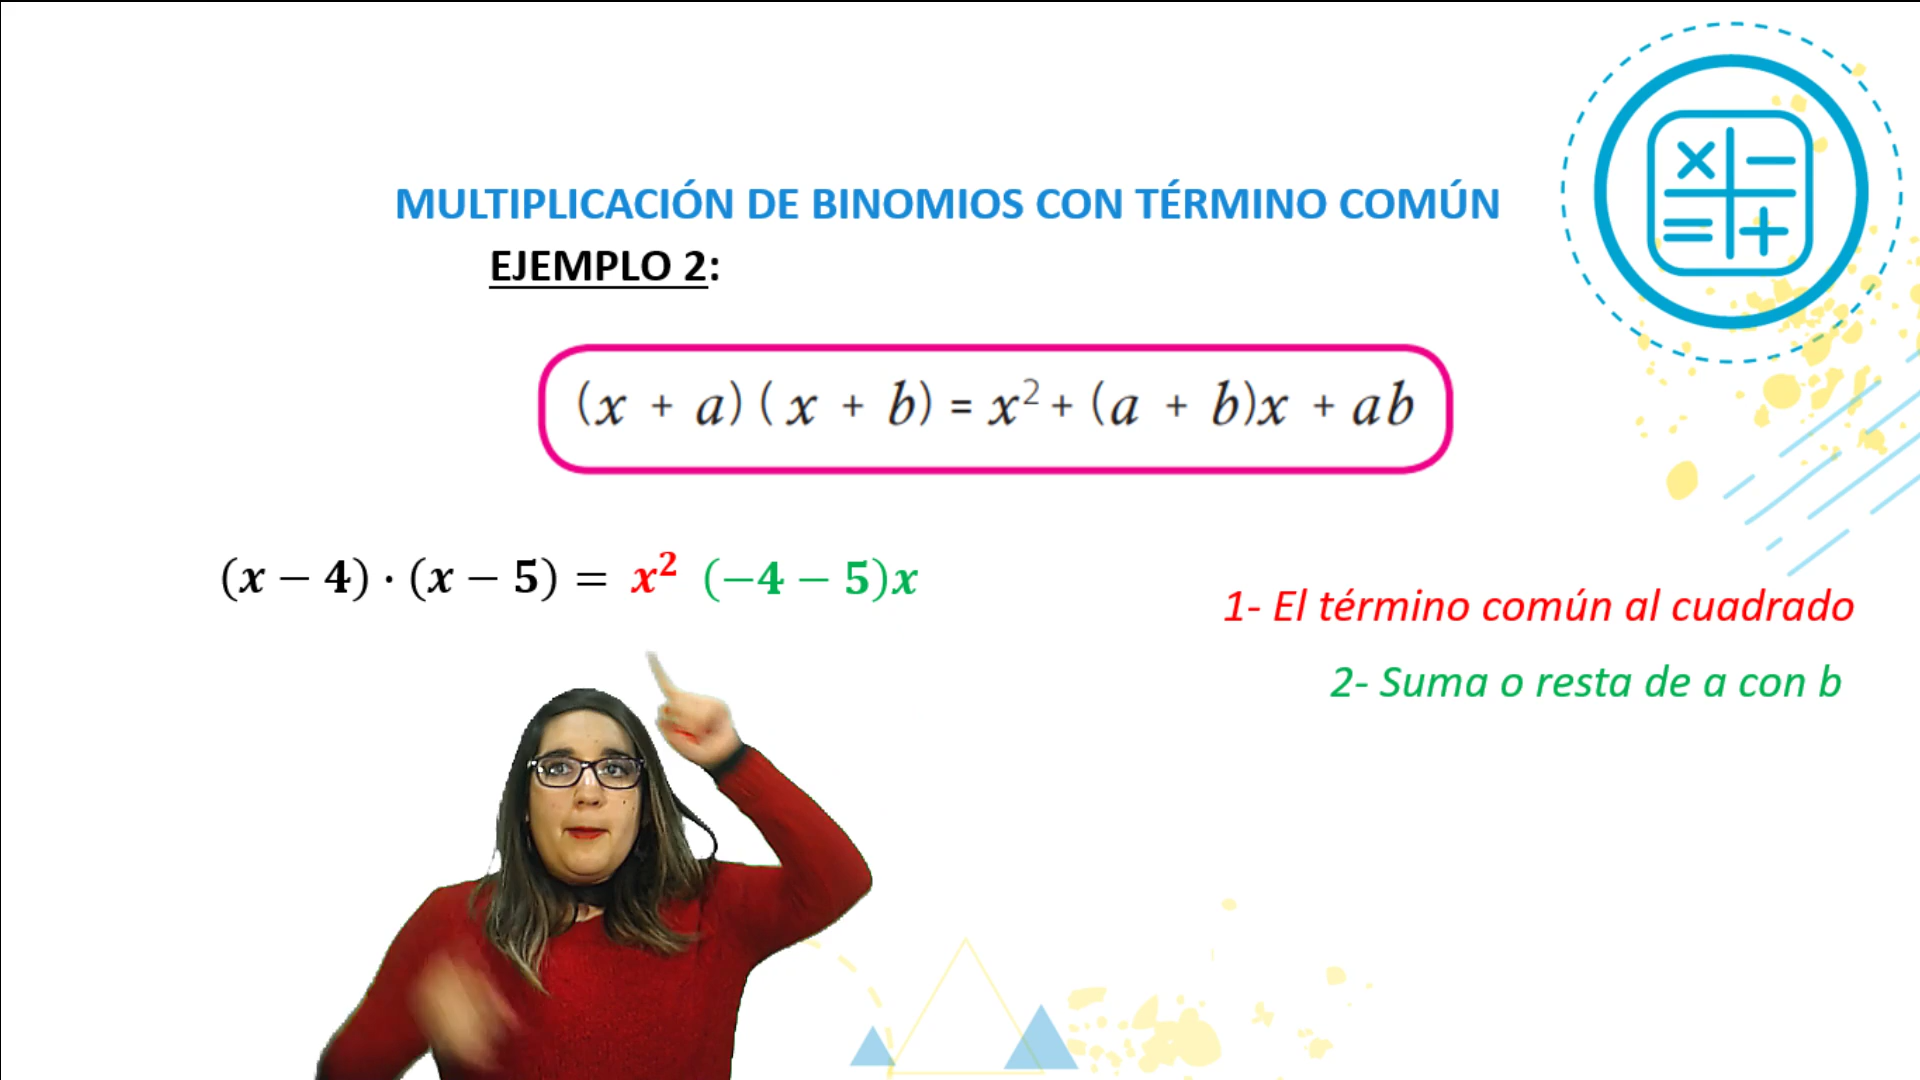 MULTIPLICACIÓN DE BINOMIOS CON TÉRMINO COMÚN
EJEMPLO 2:
(x + a) ( x + b) = x² + (a + b)x + ab
(x − 4) · (x − 5) = x² (−4 − 5)x
1- El término común al cuadrado
2- Suma o resta de a con b